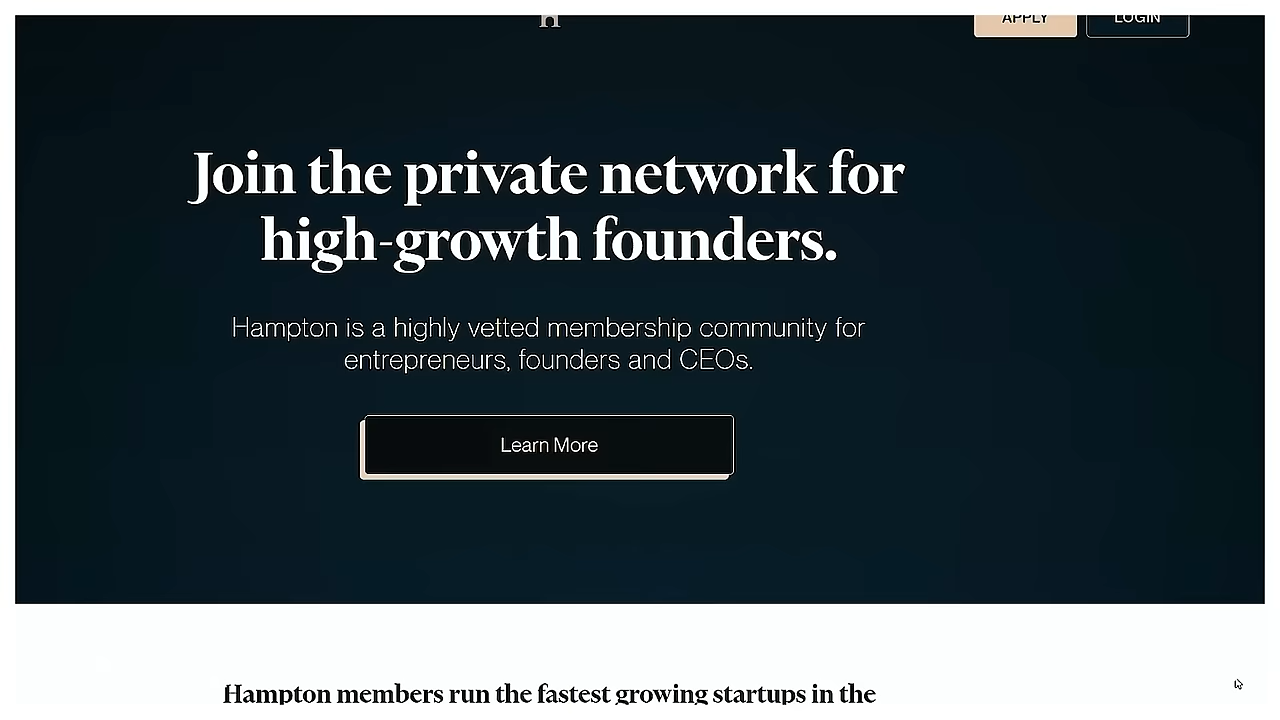 h
APPLY
LOGIN
Join the private network for
high-growth founders.
Hampton is a highly vetted membership community for
entrepreneurs, founders and CEOs.
Learn More
Hampton members run the fastest growing startups in the